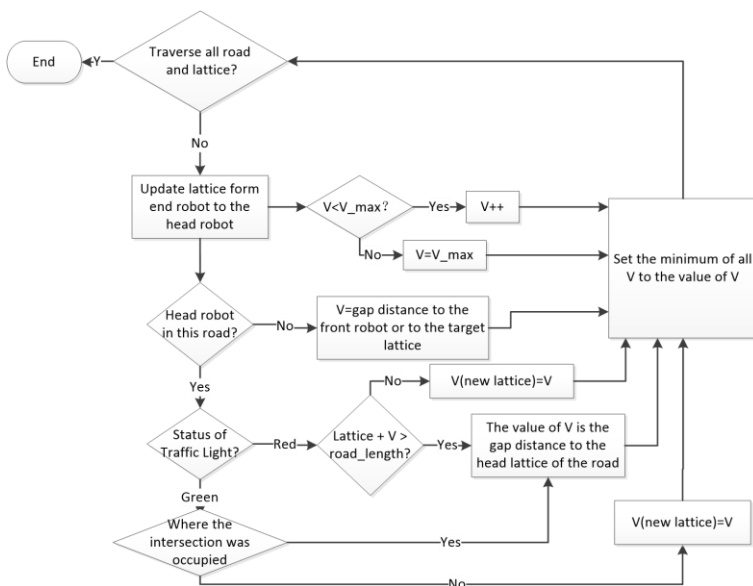 Traverse all road
and lattice?
End
Y
No
Update lattice form
end robot to the
head robot
V<V_max?
Yes
V++
No
V=V_max
Set the minimum of all
V to the value of V
Head robot
in this road?
No
V=gap distance to the
front robot or to the target
lattice
Yes
No
V(new lattice)=V
Status of
Traffic Light?
Red
Lattice + V >
road_length?
Yes
The value of V is the
gap distance to the
head lattice of the road
Green
Where the
intersection was
occupied
Yes
V(new lattice)=V
No